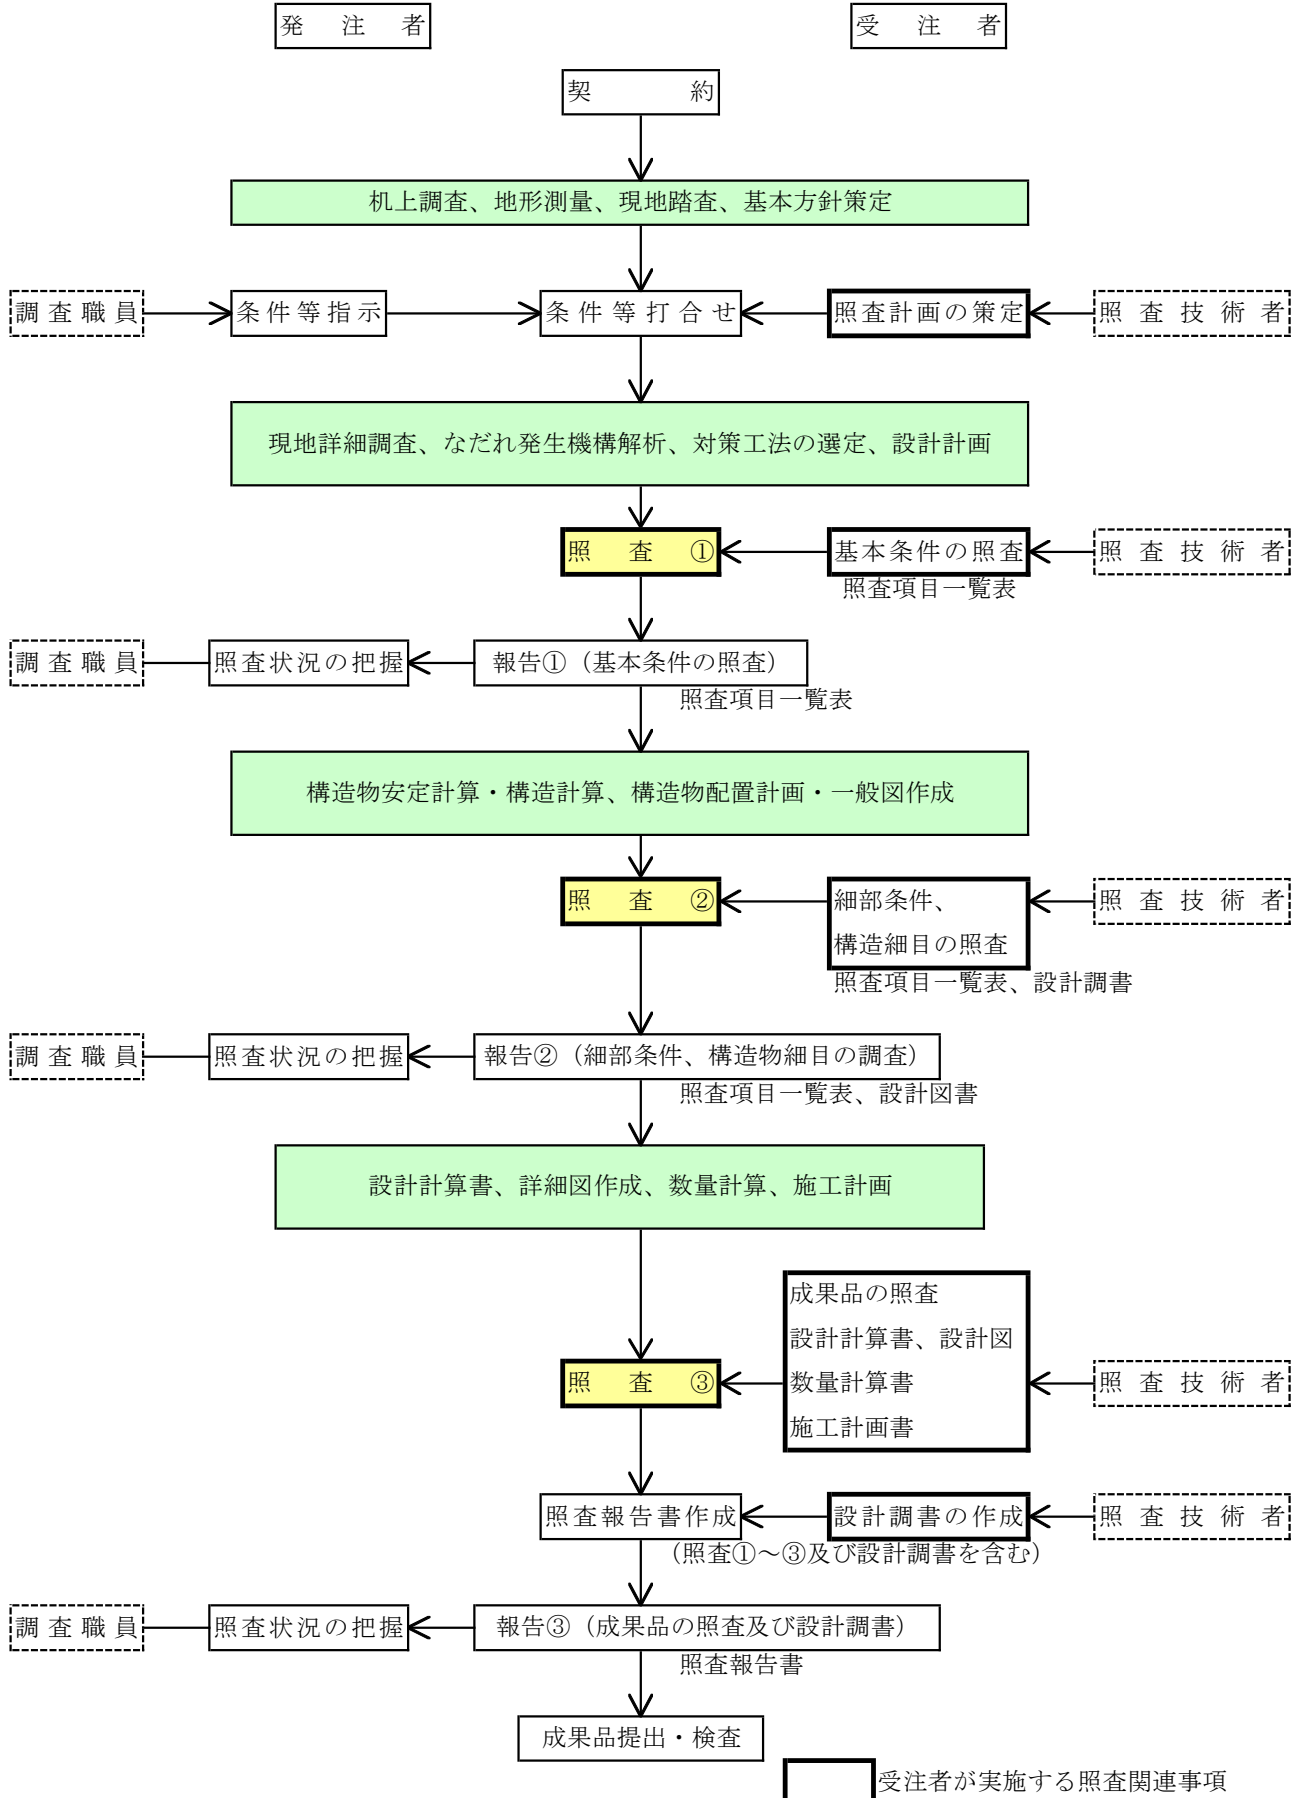 発注者
受注者
契約
机上調査、地形測量、現地踏査、基本方針策定
調査職員
条件等指示
条件等打合せ
照査計画の策定
照査技術者
現地詳細調査、なだれ発生機構解析、対策工法の選定、設計計画
照査①
基本条件の照査
照査技術者
照査項目一覧表
調査職員
照査状況の把握
報告①（基本条件の照査）
照査項目一覧表
構造物安定計算・構造計算、構造物配置計画・一般図作成
照査②
細部条件、
構造細目の照査
照査技術者
照査項目一覧表、設計調書
調査職員
照査状況の把握
報告②（細部条件、構造物細目の調査）
照査項目一覧表、設計図書
設計計算書、詳細図作成、数量計算、施工計画
照査③
成果品の照査
設計計算書、設計図
数量計算書
施工計画書
照査技術者
照査報告書作成
設計調書の作成
照査技術者
（照査①～③及び設計調書を含む）
調査職員
照査状況の把握
報告③（成果品の照査及び設計調書）
照査報告書
成果品提出・検査
受注者が実施する照査関連事項